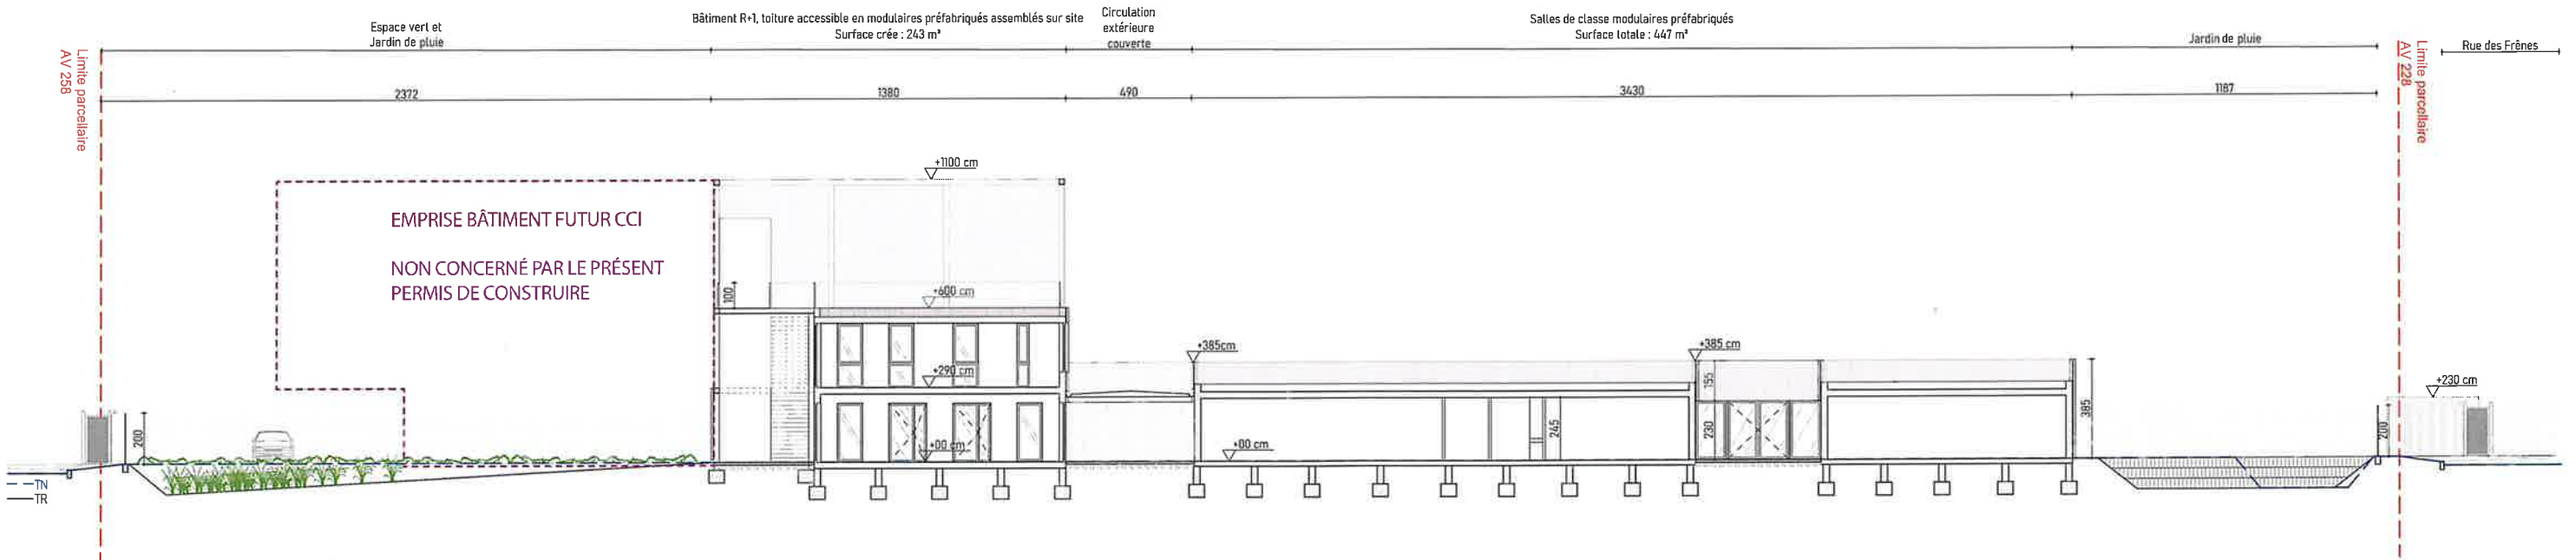 Espace vert et
Jardin de pluie
Bâtiment R+1, toiture accessible en modulaires préfabriqués assemblés sur site
Surface crée : 243 m²
Circulation
extérieure
couverte
Salles de classe modulaires préfabriqués
Surface totale : 447 m²
Jardin de pluie
Rue des Frênes
Limite parcellaire
AV 258
Limite parcellaire
AV 228
2372
1380
490
3430
1187
+1100 cm
EMPRISE BÂTIMENT FUTUR CCI
NON CONCERNÉ PAR LE PRÉSENT
PERMIS DE CONSTRUIRE
100
+600 cm
+385cm
+385 cm
+290 cm
155
+230 cm
385
200
+00 cm
+00 cm
245
230
200
TN
TR